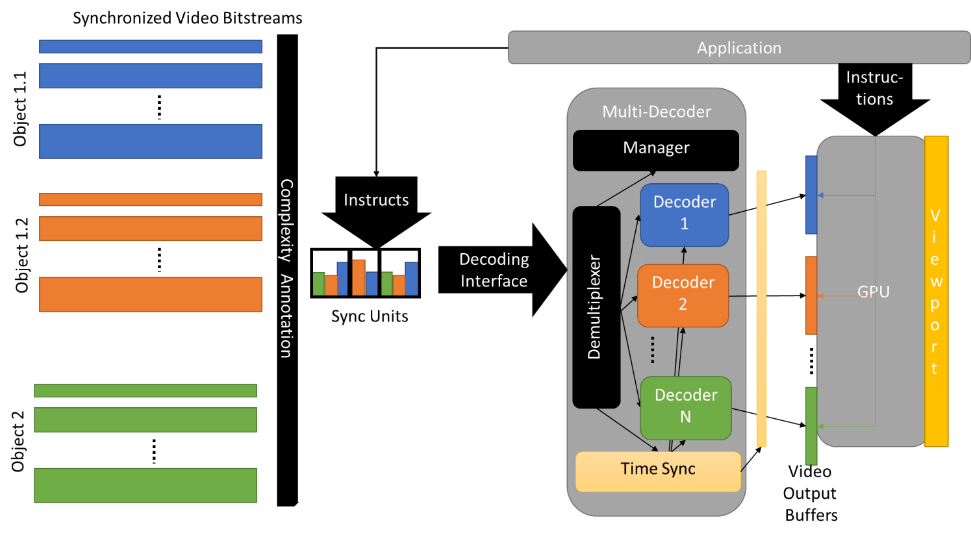 Synchronized Video Bitstreams
Object 1.1
Object 1.2
Object 2
Complexity Annotation
Application
Instruc-
tions
Instructs
Sync Units
Decoding
Interface
Multi-Decoder
Manager
Demultiplexer
Decoder
1
Decoder
2
Decoder
N
Time Sync
GPU
Viewport
Video
Output
Buffers